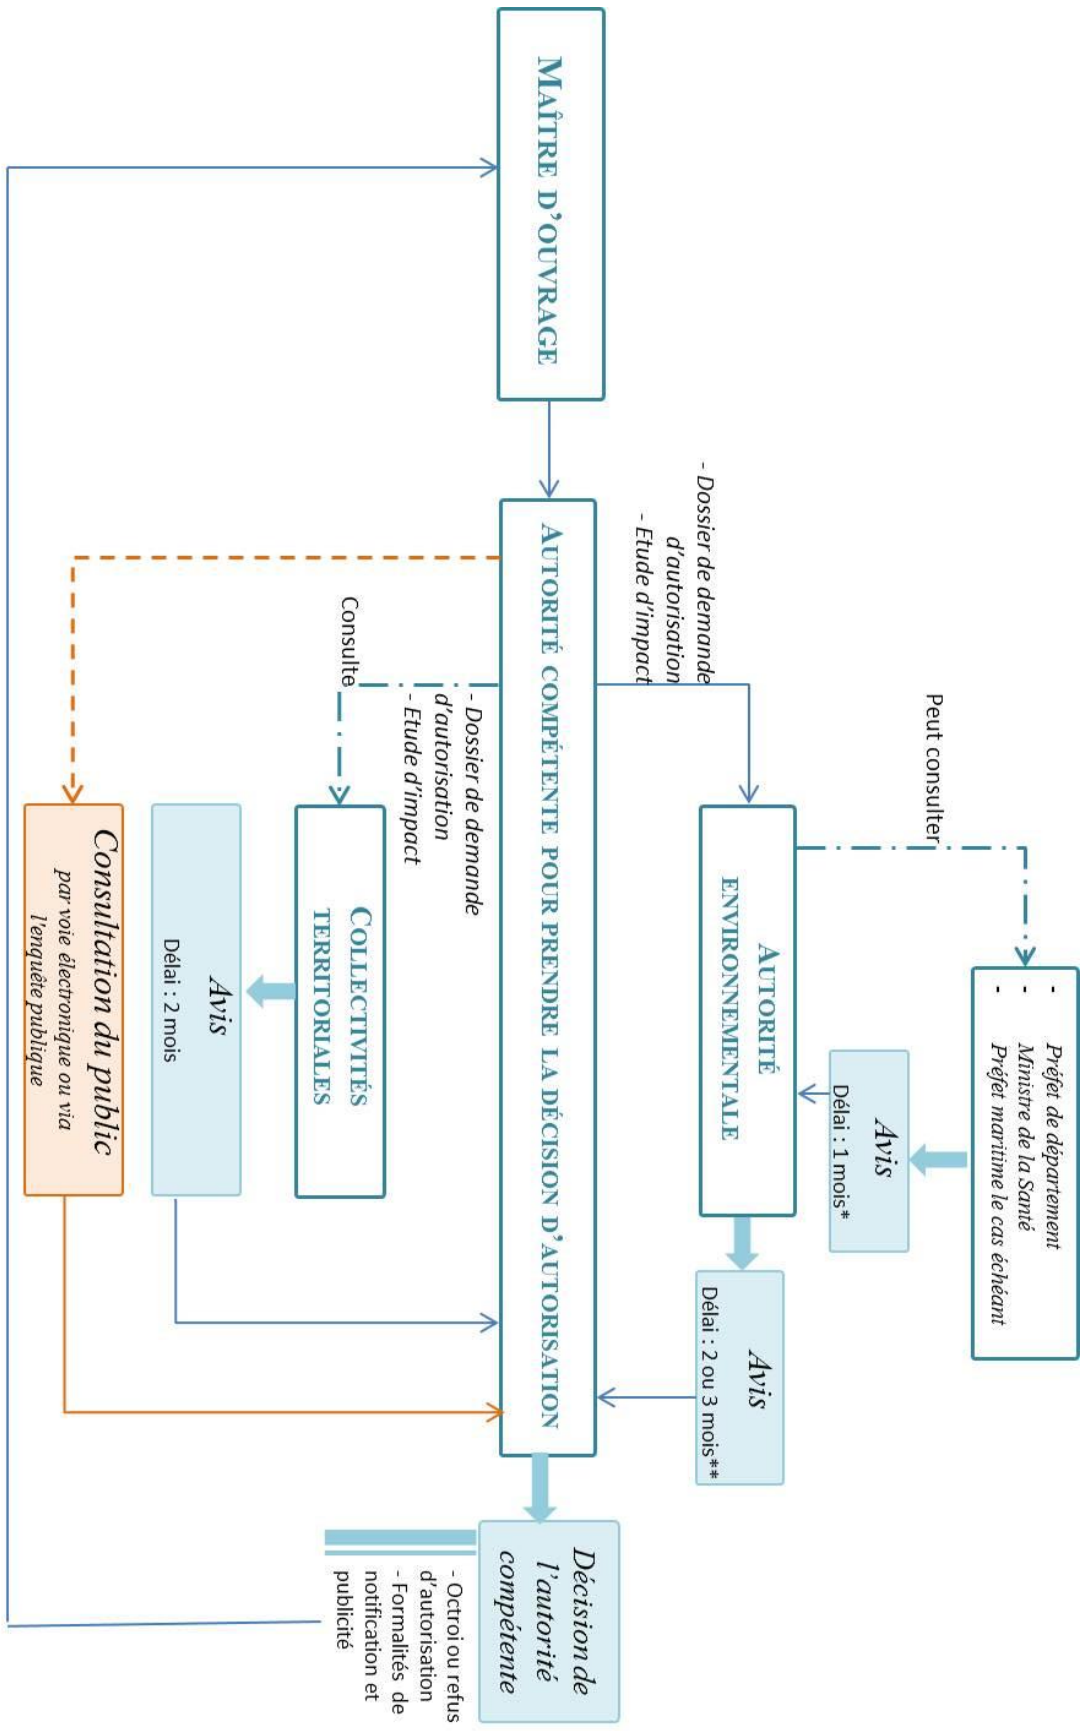 MAÎTRE D'OUVRAGE
- Dossier de demande
d'autorisation
- Etude d'impact
Peut consulter
- Préfet de département
- Ministre de la Santé
- Préfet maritime le cas échéant
Avis
Délai : 1 mois*
AUTORITÉ
ENVIRONNEMENTALE
Avis
Délai : 2 ou 3 mois**
AUTORITÉ COMPÉTENTE POUR PRENDRE LA DÉCISION D'AUTORISATION
Décision de
l'autorité
compétente
- Octroi ou refus
d'autorisation
- Formalités de
notification et
publicité
- Dossier de demande
d'autorisation
- Etude d'impact
Consulte
COLLECTIVITÉS
TERRITORIALES
Avis
Délai : 2 mois
Consultation du public
par voie électronique ou via
l'enquête publique